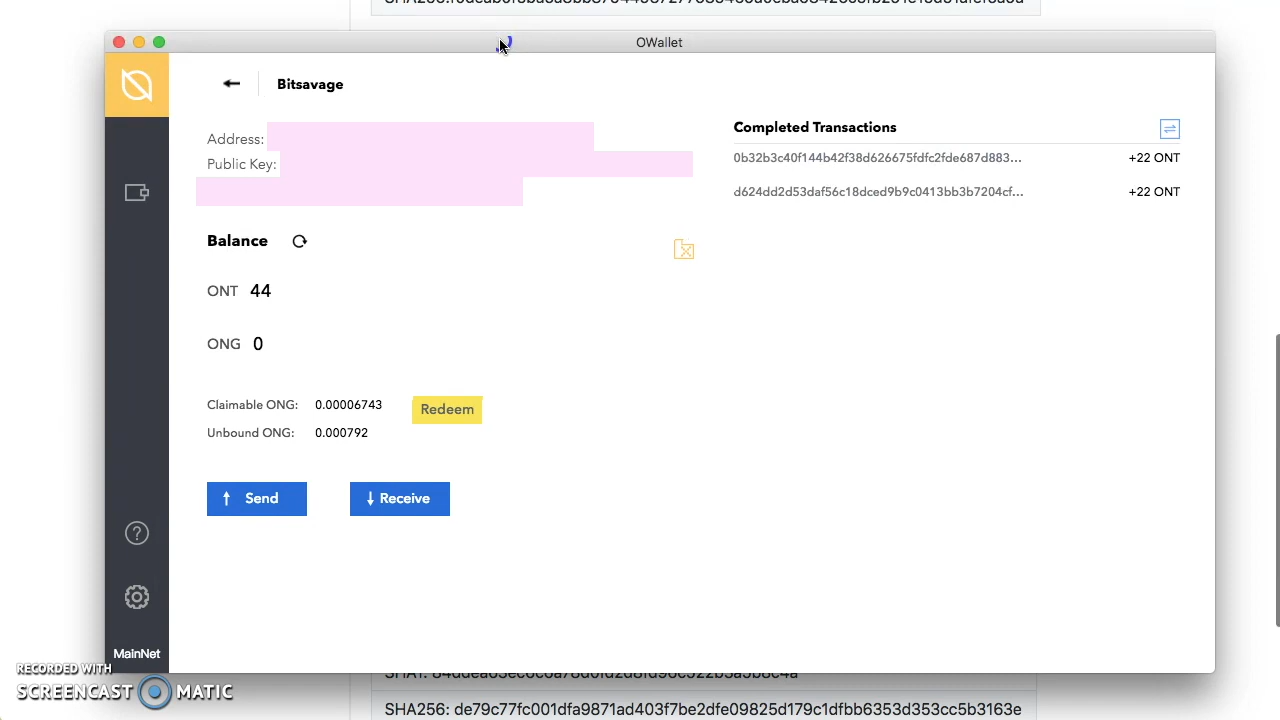 OWallet
Bitsavage
Address:
Public Key:
Completed Transactions
0b32b3c40f144b42f38d626675fdfc2fde687d883... +22 ONT
d624dd2d53daf56c18dced9b9c0413bb3b7204cf... +22 ONT
Balance
ONT 44
ONG 0
Claimable ONG: 0.00006743
Redeem
Unbound ONG: 0.000792
Send
Receive
MainNet
RECORDED WITH
SCREENCAST MATIC
SHA256: de79c77fc001dfa9871ad403f7be2dfe09825d179c1dfbb6353d353cc5b3163e